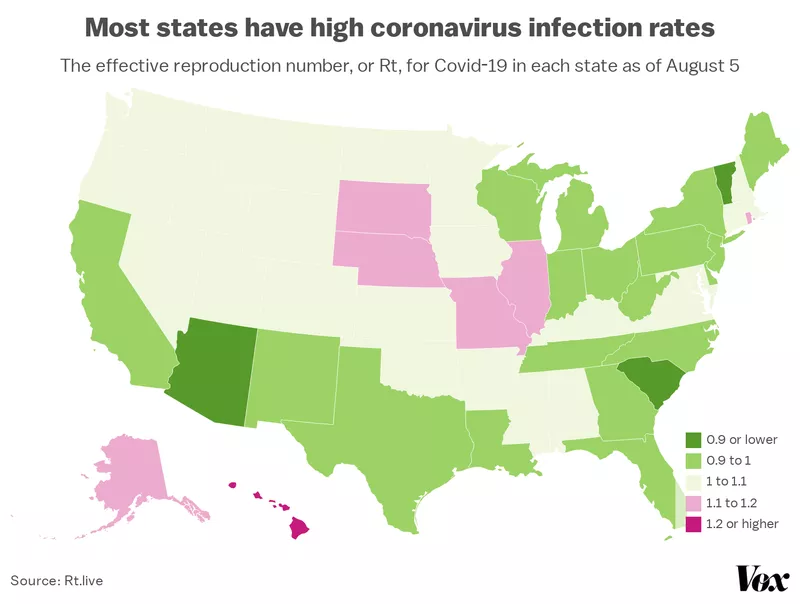 Most states have high coronavirus infection rates
The effective reproduction number, or Rt, for Covid-19 in each state as of August 5
0.9 or lower
0.9 to 1
1 to 1.1
1.1 to 1.2
1.2 or higher
Source: Rt.live
Vox